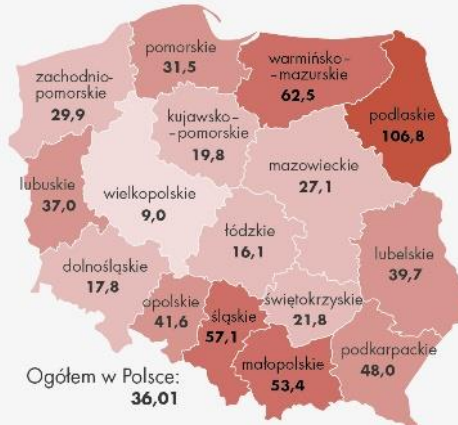 pomorskie
31,5
warmińsko-
-mazurskie
62,5
zachodnio-
pomorskie
29,9
podlaskie
106,8
kujawsko-
-pomorskie
19,8
mazowieckie
27,1
lubuskie
37,0
wielkopolskie
9,0
łódzkie
16,1
lubelskie
39,7
dolnośląskie
17,8
opolskie
41,6
śląskie
57,1
świętokrzyskie
21,8
małopolskie
53,4
podkarpackie
48,0
Ogółem w Polsce:
36,01